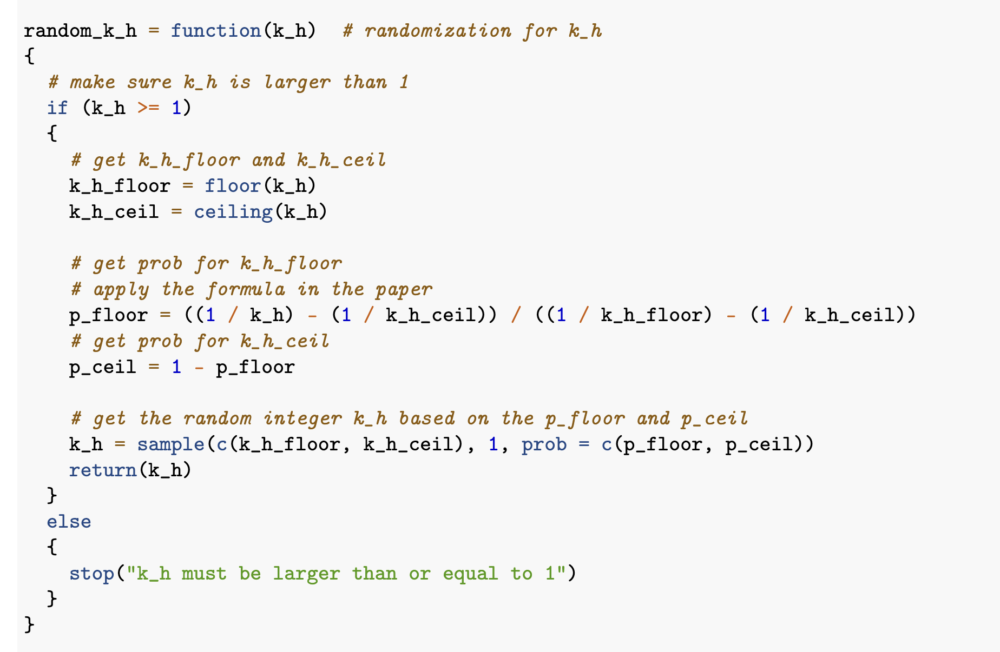 random_k_h = function(k_h)  # randomization for k_h
{
  # make sure k_h is larger than 1
  if (k_h >= 1)
  {
    # get k_h_floor and k_h_ceil
    k_h_floor = floor(k_h)
    k_h_ceil = ceiling(k_h)

    # get prob for k_h_floor
    # apply the formula in the paper
    p_floor = ((1 / k_h) - (1 / k_h_ceil)) / ((1 / k_h_floor) - (1 / k_h_ceil))
    # get prob for k_h_ceil
    p_ceil = 1 - p_floor

    # get the random integer k_h based on the p_floor and p_ceil
    k_h = sample(c(k_h_floor, k_h_ceil), 1, prob = c(p_floor, p_ceil))
    return(k_h)
  }
  else
  {
    stop("k_h must be larger than or equal to 1")
  }
}